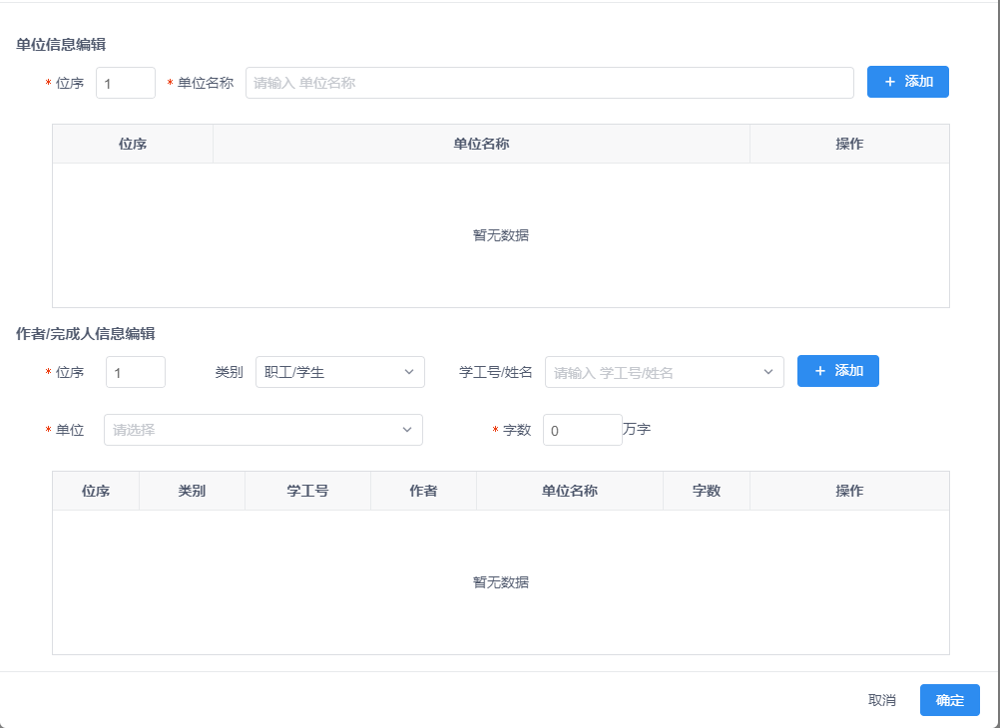 单位信息编辑
* 位序 1 * 单位名称 请输入 单位名称 + 添加
位序 单位名称 操作
暂无数据
作者/完成人信息编辑
* 位序 1 类别 职工/学生 学工号/姓名 请输入 学工号/姓名 + 添加
* 单位 请选择 * 字数 0 万字
位序 类别 学工号 作者 单位名称 字数 操作
暂无数据
取消 确定